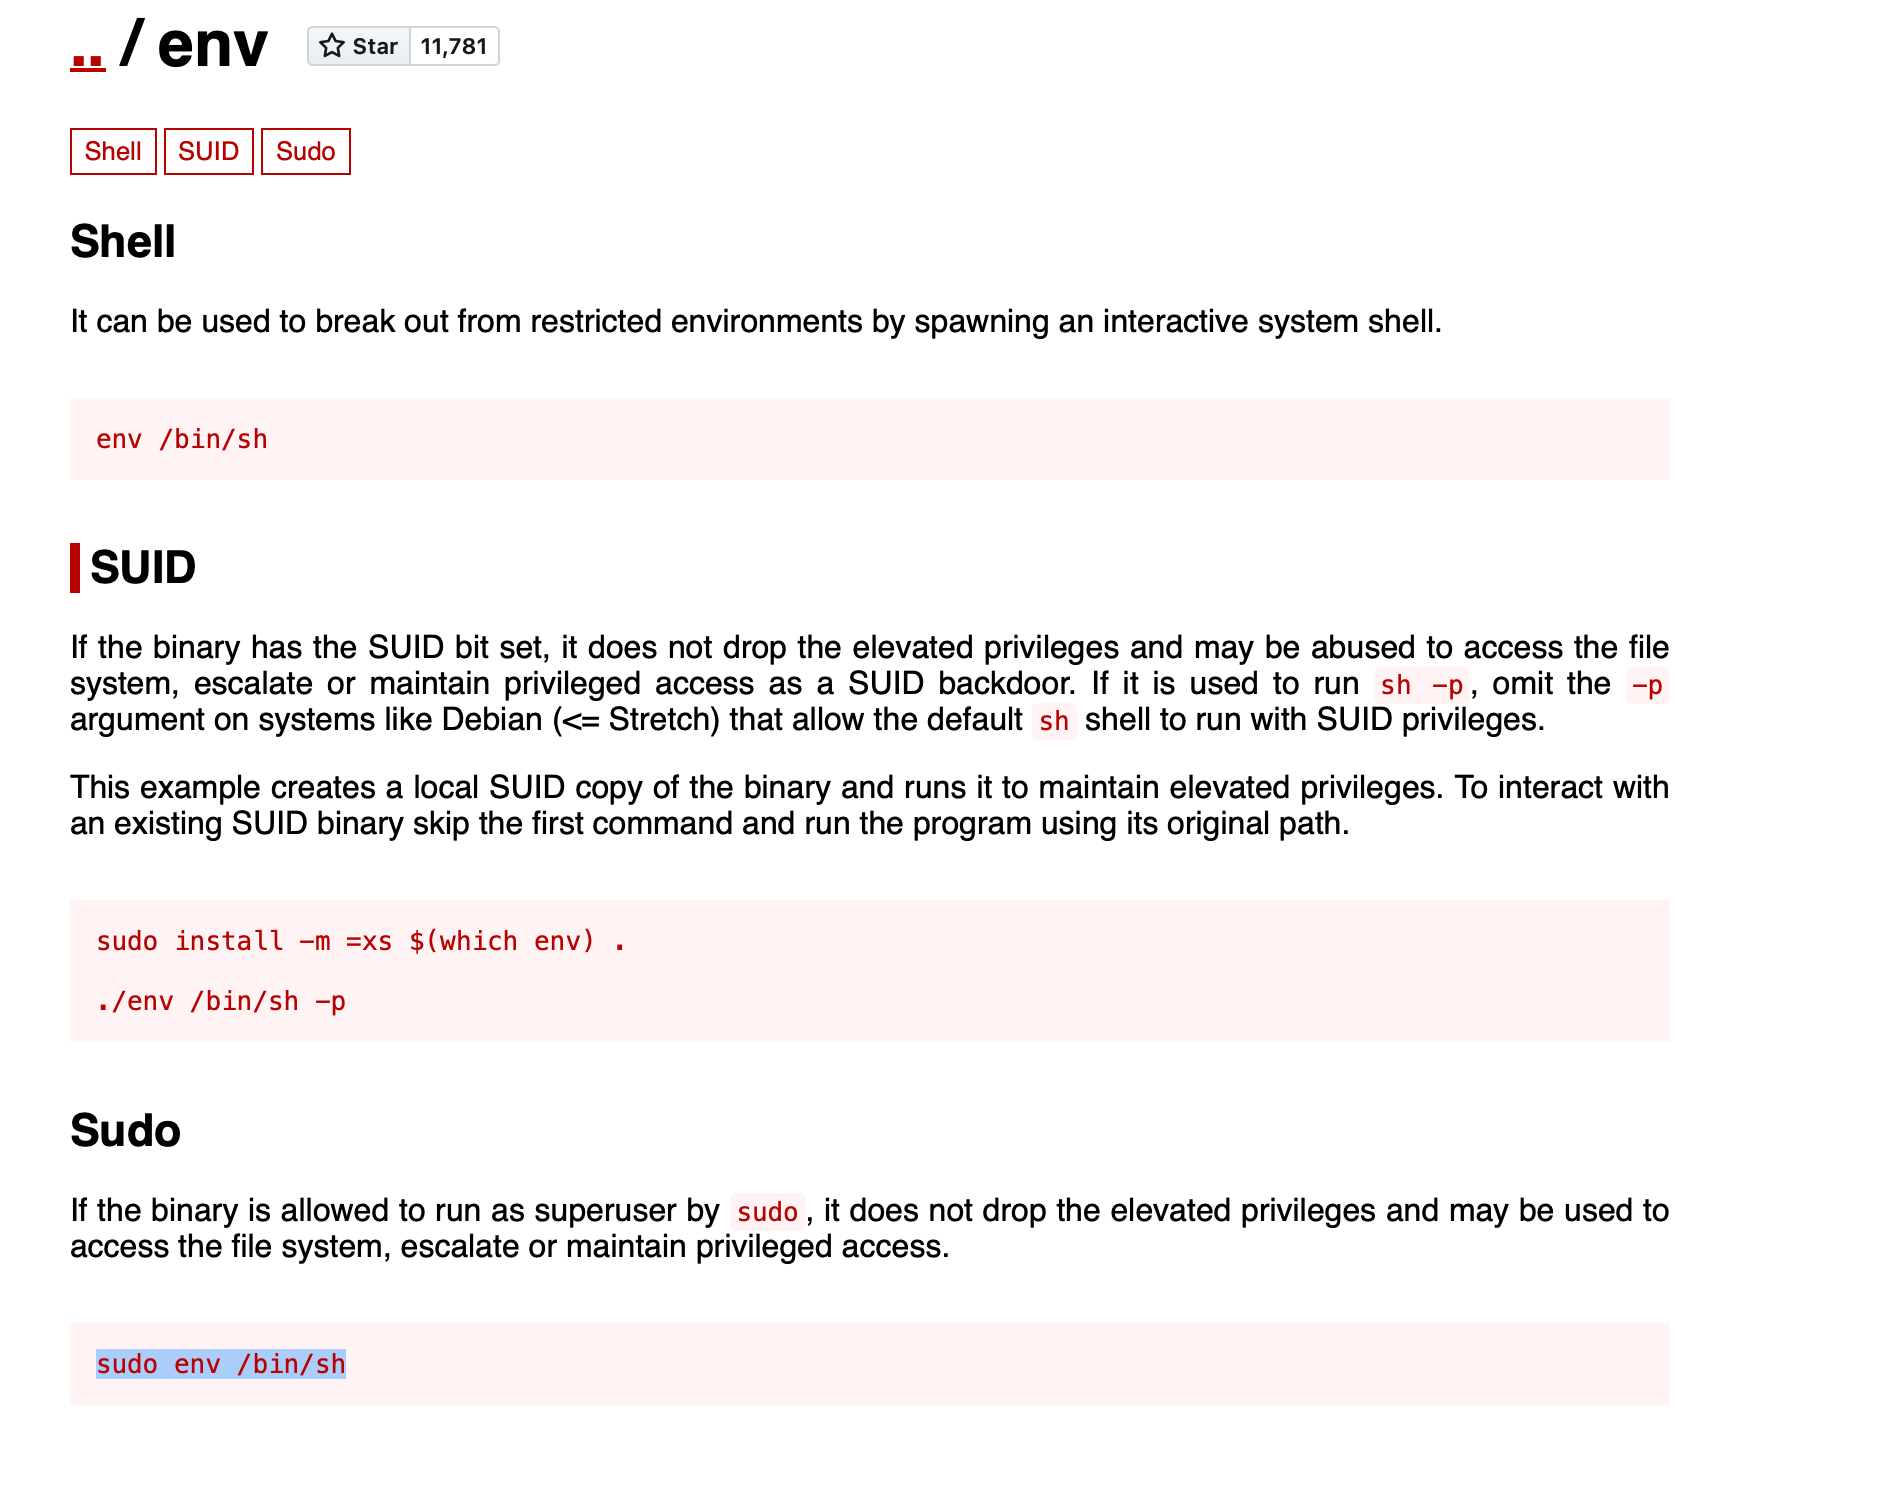 .. / env Star 11,781
Shell SUID Sudo
Shell
It can be used to break out from restricted environments by spawning an interactive system shell.
env /bin/sh
SUID
If the binary has the SUID bit set, it does not drop the elevated privileges and may be abused to access the file
system, escalate or maintain privileged access as a SUID backdoor. If it is used to run sh -p, omit the -p
argument on systems like Debian (<= Stretch) that allow the default sh shell to run with SUID privileges.
This example creates a local SUID copy of the binary and runs it to maintain elevated privileges. To interact with
an existing SUID binary skip the first command and run the program using its original path.
sudo install -m =xs $(which env) .
./env /bin/sh -p
Sudo
If the binary is allowed to run as superuser by sudo, it does not drop the elevated privileges and may be used to
access the file system, escalate or maintain privileged access.
sudo env /bin/sh